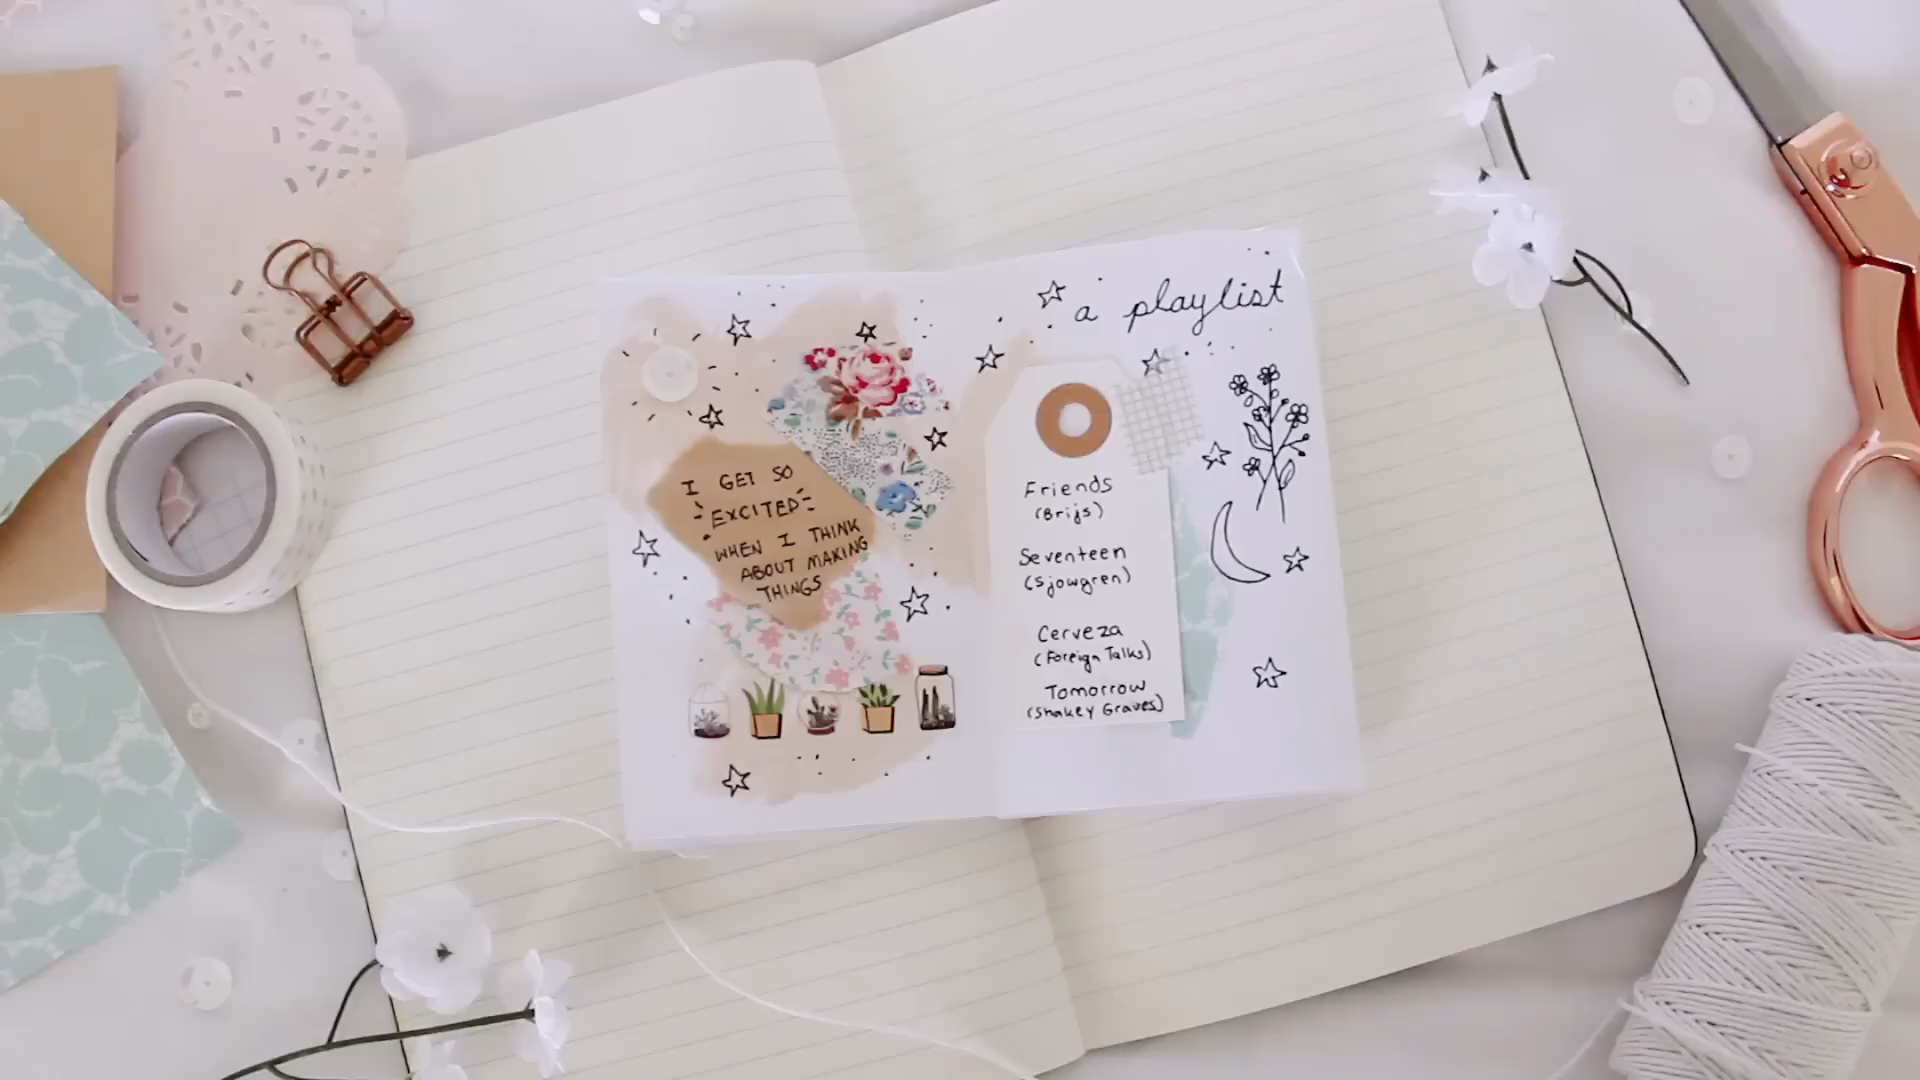 I GET SO
EXCITED
WHEN I THINK
ABOUT MAKING
THINGS
a playlist
Friends
(Brijs)
Seventeen
(Sjowgren)
Cerveza
(Foreign Talks)
Tomorrow
(Shakey Graves)